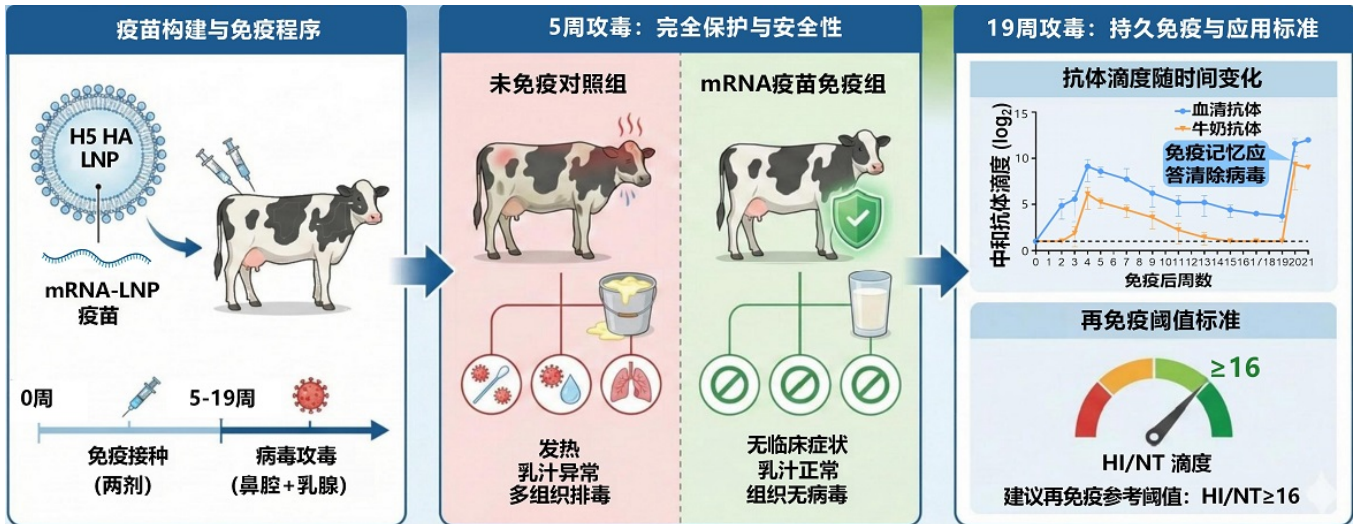 疫苗构建与免疫程序
H5 HA
LNP
mRNA-LNP
疫苗
0周
5-19周
免疫接种
(两剂)
病毒攻毒
(鼻腔+乳腺)
5周攻毒：完全保护与安全性
未免疫对照组
mRNA疫苗免疫组
发热
乳汁异常
多组织排毒
无临床症状
乳汁正常
组织无病毒
19周攻毒：持久免疫与应用标准
抗体滴度随时间变化
中和抗体滴度 (log₂)
15
10
5
0
血清抗体
牛奶抗体
免疫记忆应
答清除病毒
0 1 2 3 4 5 6 7 8 9 10 11 12 13 14 15 16 17 18 19 20 21
免疫后周数
再免疫阈值标准
≥16
HI/NT 滴度
建议再免疫参考阈值：HI/NT≥16